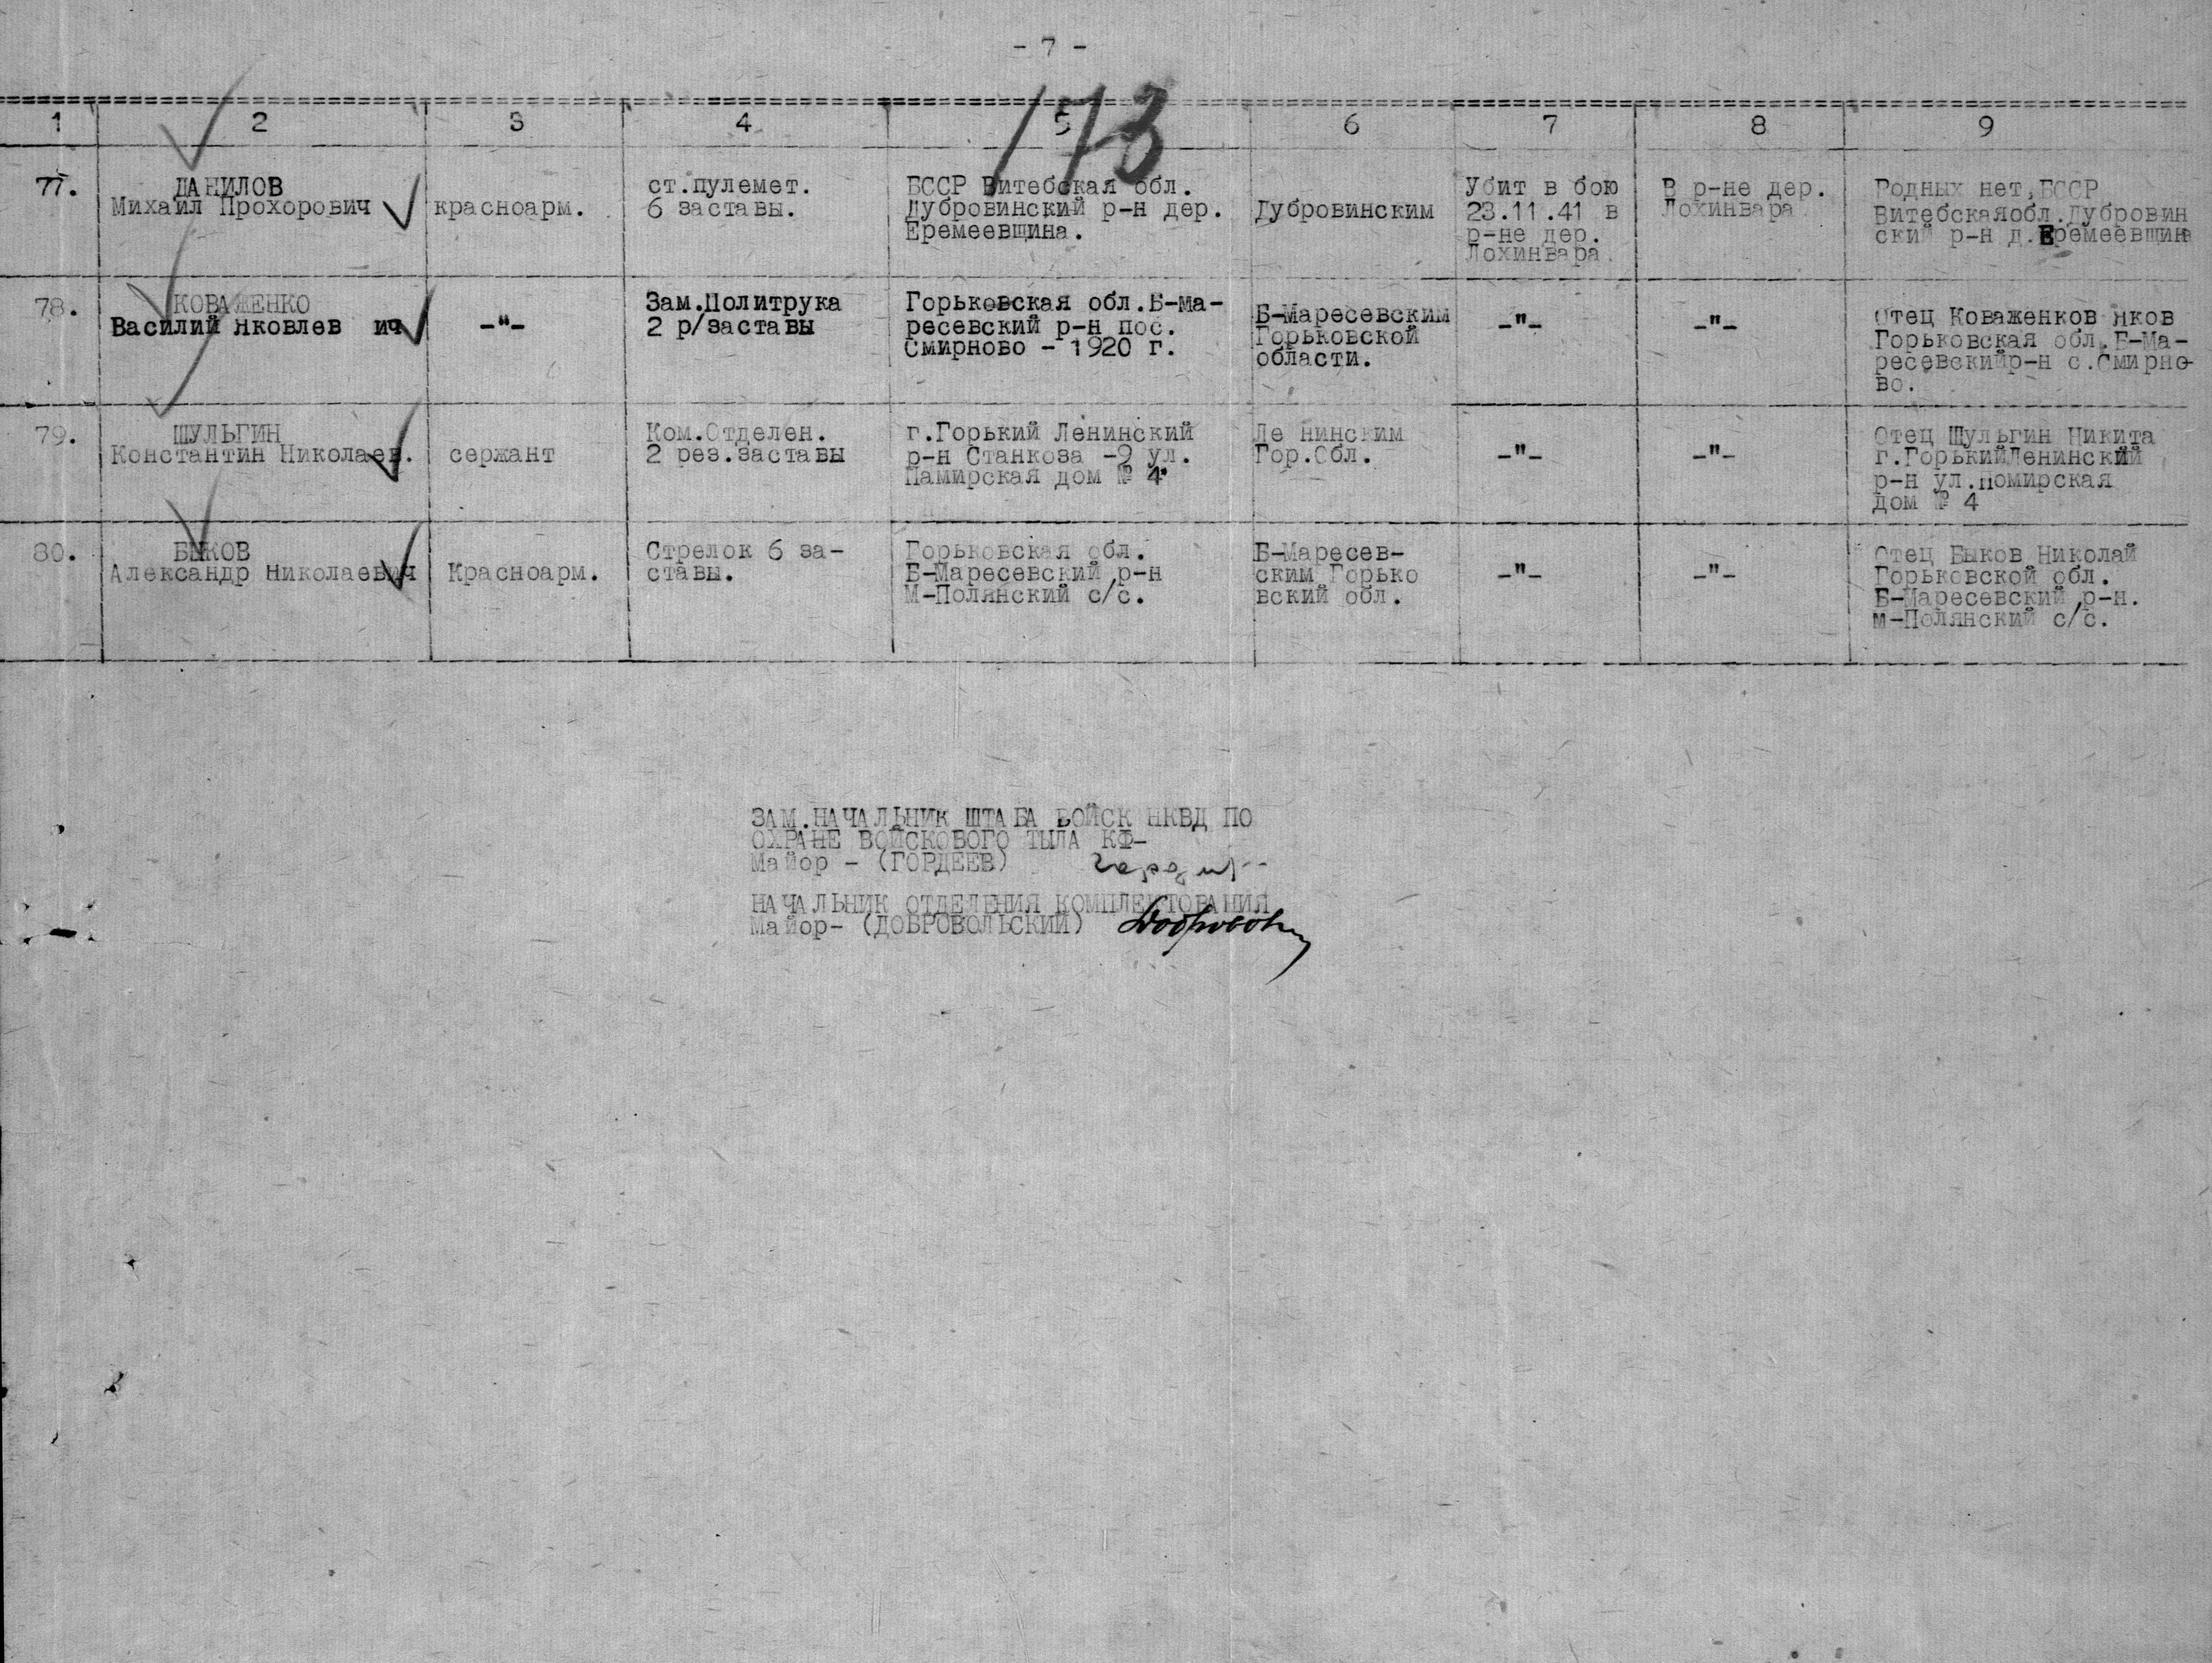 - 7 -
173
1 2 3 4 5 6 7 8 9
77.
ДАНИЛОВ
Михаил Прохорович
красноарм.
ст.пулемет.
6 заставы.
БССР Витебская обл.
Дубровинский р-н дер.
Еремеевщина.
Дубровинским
Убит в бою
23.11.41 в
р-не дер.
Лохинвара.
В р-не дер.
Лохинвара.
Родных нет,БССР
Витебскаяобл.Дубровин
ский р-н д.Еремеевщина
78.
КОВАЖЕНКО
Василий Яковлев ич
-"-
Зам.Политрука
2 р/заставы
Горьковская обл.Б-Ма-
ресевский р-н пос.
Смирново - 1920 г.
Б-Маресевским
Горьковской
области.
-"-
-"-
Отец Коваженков Яков
Горьковская обл.Б-Ма-
ресевскийр-н с.Смирно-
во.
79.
ШУЛЬГИН
Константин Николаев.
сержант
Ком.Отделен.
2 рез.заставы
г.Горький Ленинский
р-н Станкоза -2 ул.
Памирская дом № 4
Ле нинским
Гор.Обл.
-"-
-"-
Отец Шульгин Никита
г.ГорькийЛенинский
р-н ул.Помирская
дом № 4
80.
БЫКОВ
Александр Николаевич
Красноарм.
Стрелок 6 за-
ставы.
Горьковская обл.
Б-Маресевский р-н
М-Полянский с/с.
Б-Маресев-
ским Горько
вский обл.
-"-
-"-
Отец Быков Николай
Горьковской обл.
Б-Маресевский р-н.
м-Полянский с/с.
ЗАМ.НАЧАЛЬНИК ШТАБА ВОЙСК НКВД ПО
ОХРАНЕ ВОЙСКОВОГО ТЫЛА КФ-
Майор - (ГОРДЕЕВ)
НАЧАЛЬНИК ОТДЕЛЕНИЯ КОМПЛЕКТОВАНИЯ
Майор- (ДОБРОВОЛЬСКИЙ)